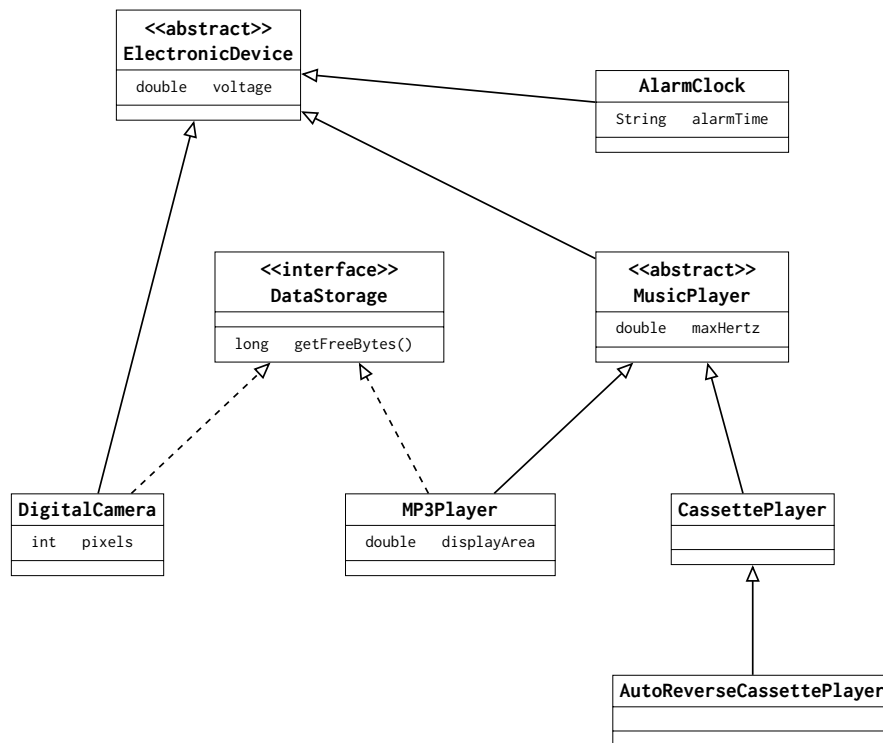 <<abstract>>
ElectronicDevice
double voltage
AlarmClock
String alarmTime
<<interface>>
DataStorage
long getFreeBytes()
<<abstract>>
MusicPlayer
double maxHertz
DigitalCamera
int pixels
MP3Player
double displayArea
CassettePlayer
AutoReverseCassettePlayer